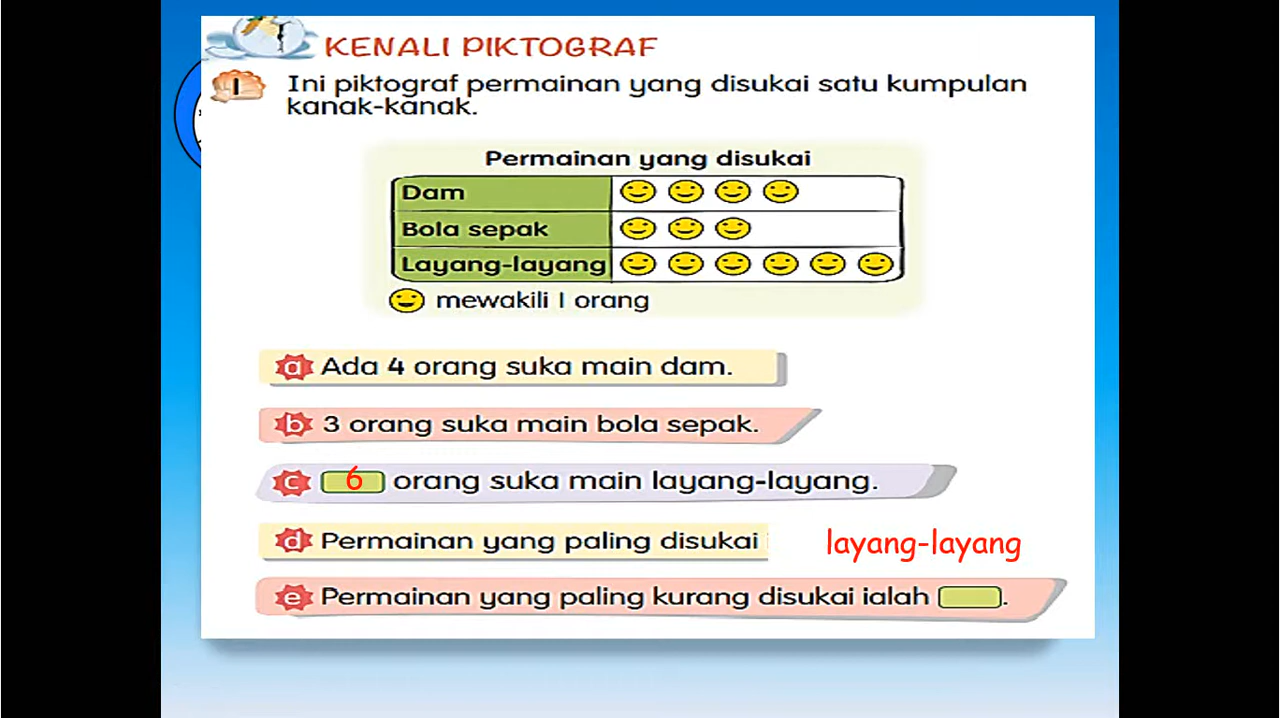 KENALI PIKTOGRAF
1 Ini piktograf permainan yang disukai satu kumpulan
kanak-kanak.
Permainan yang disukai
Dam
Bola sepak
Layang-layang
mewakili 1 orang
a Ada 4 orang suka main dam.
b 3 orang suka main bola sepak.
c 6 orang suka main layang-layang.
d Permainan yang paling disukai layang-layang
e Permainan yang paling kurang disukai ialah .